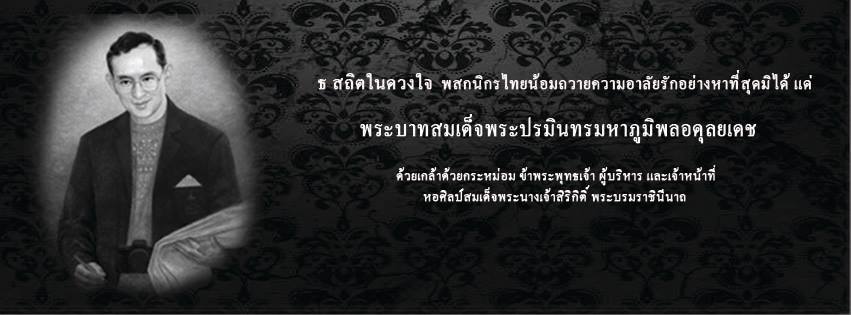 ธ สถิตในดวงใจ พสกนิกรไทยน้อมถวายความอาลัยรักอย่างหาที่สุดมิได้ แด่
พระบาทสมเด็จพระปรมินทรมหาภูมิพลอดุลยเดช
ด้วยเกล้าด้วยกระหม่อม ข้าพระพุทธเจ้า ผู้บริหาร และเจ้าหน้าที่
หอศิลป์สมเด็จพระนางเจ้าสิริกิติ์ พระบรมราชินีนาถ